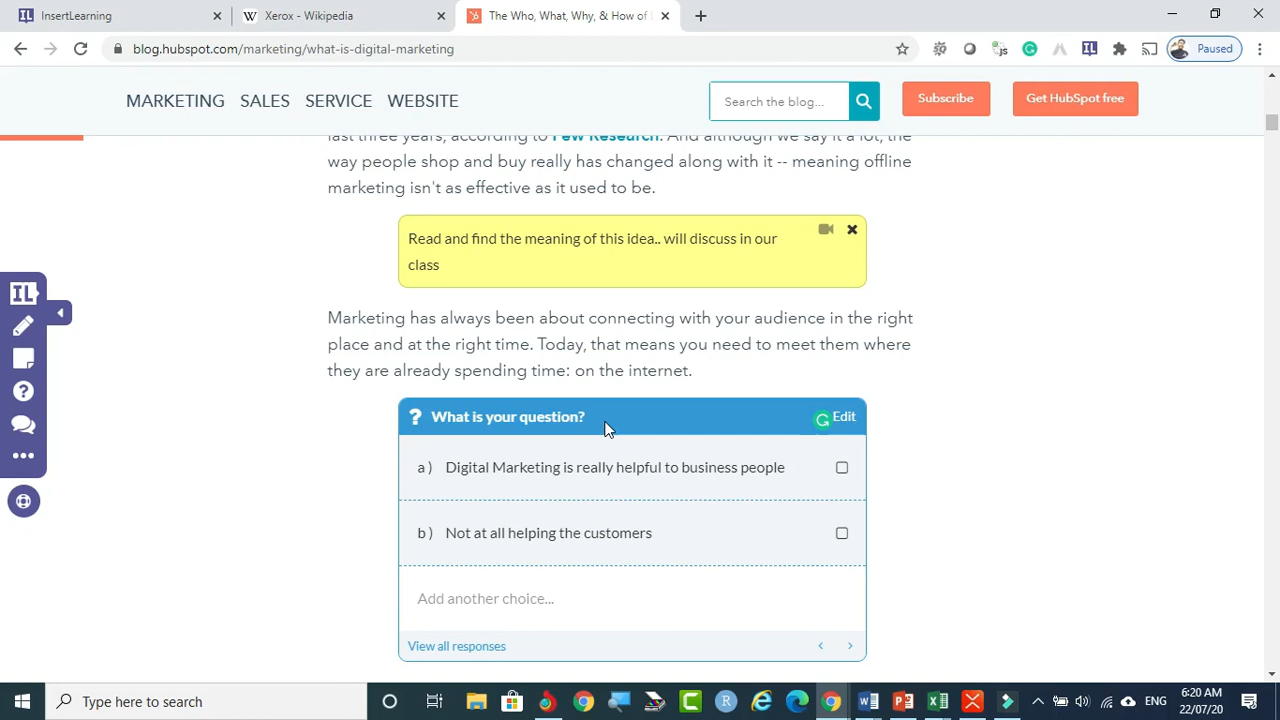 InsertLearning
Xerox - Wikipedia
The Who, What, Why, & How of
blog.hubspot.com/marketing/what-is-digital-marketing
Paused
MARKETING SALES SERVICE WEBSITE
Search the blog...
Subscribe
Get HubSpot free
last three years, according to Pew Research. And although we say it a lot, the
way people shop and buy really has changed along with it -- meaning offline
marketing isn't as effective as it used to be.
Read and find the meaning of this idea.. will discuss in our
class
IL
Marketing has always been about connecting with your audience in the right
place and at the right time. Today, that means you need to meet them where
they are already spending time: on the internet.
? What is your question?
Edit
a ) Digital Marketing is really helpful to business people
b ) Not at all helping the customers
Add another choice...
View all responses
Type here to search
ENG
6:20 AM
22/07/20